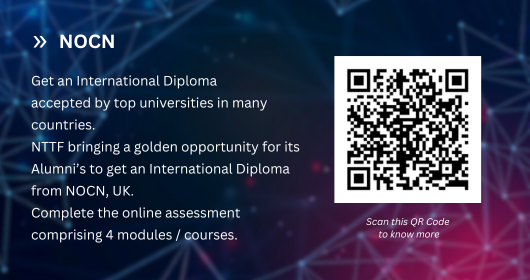 » NOCN
Get an International Diploma
accepted by top universities in many
countries.
NTTF bringing a golden opportunity for its
Alumni's to get an International Diploma
from NOCN, UK.
Complete the online assessment
comprising 4 modules / courses.
Scan this QR Code
to know more